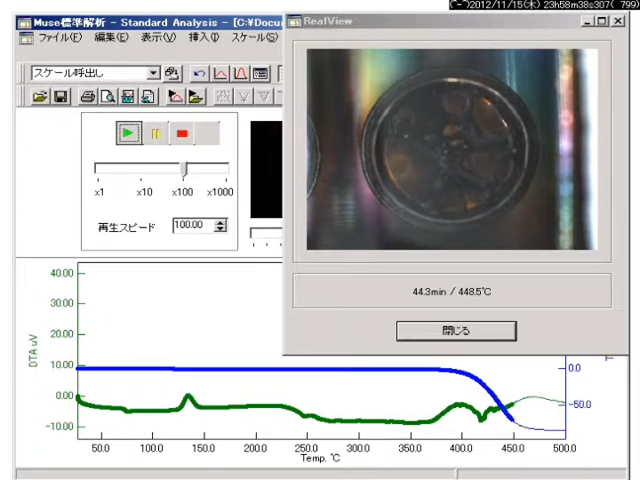 (-^)2012/11/15(木) 23h58m38s307( 799)
Muse標準解析 - Standard Analysis - [C:¥Docu
RealView
ファイル(F) 編集(E) 表示(V) 挿入(I) スケール(S)
スケール呼出し
x1 x10 x100 x1000
再生スピード 100.00
44.3min / 448.5℃
閉じる
DTA uV
40.00
30.00
20.00
10.00
0.00
-10.00
0.0
-50.0
50.0 100.0 150.0 200.0 250.0 300.0 350.0 400.0 450.0 500.0
Temp. ℃